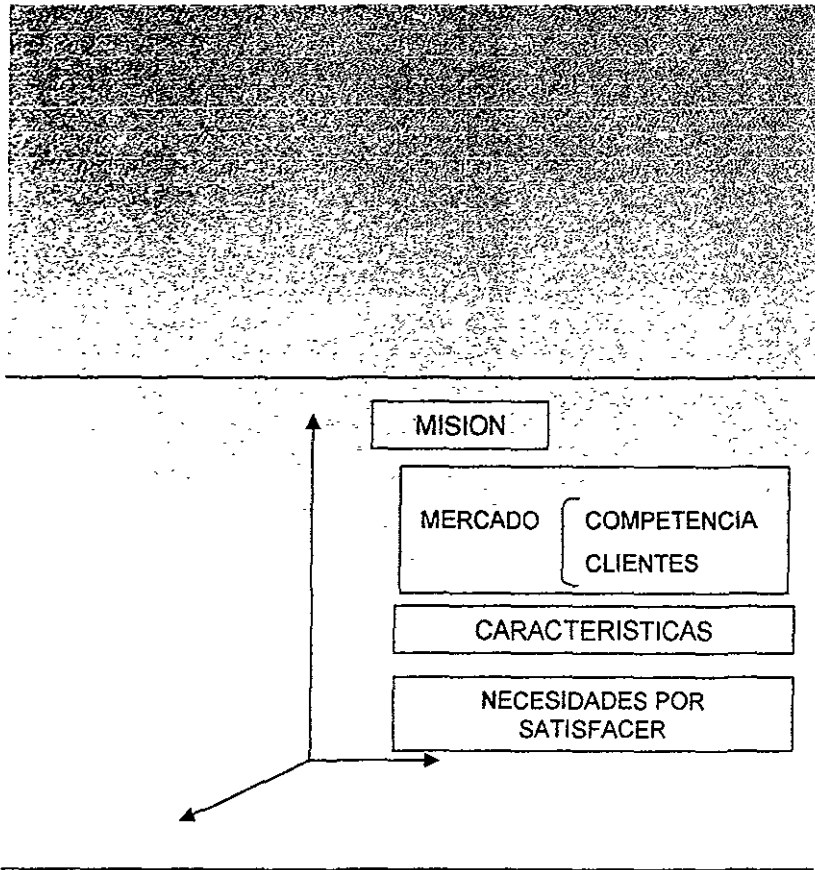 MISION
MERCADO
COMPETENCIA
CLIENTES
CARACTERISTICAS
NECESIDADES POR
SATISFACER